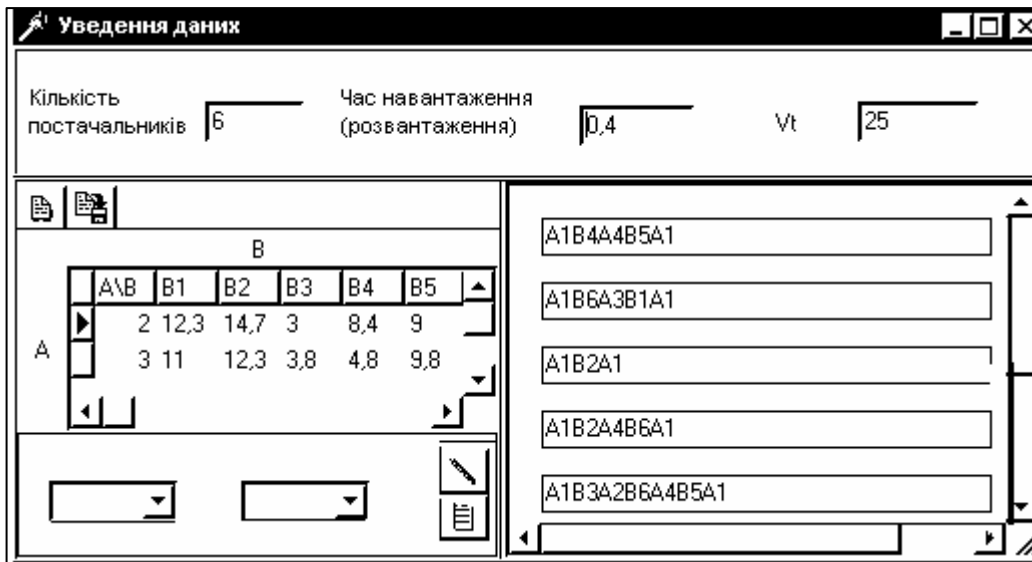 Уведення даних
Кількість
постачальників
6
Час навантаження
(розвантаження)
0,4
Vt
25
B
A\B B1 B2 B3 B4 B5
2 12,3 14,7 3 8,4 9
A
3 11 12,3 3,8 4,8 9,8
A1B4A4B5A1
A1B6A3B1A1
A1B2A1
A1B2A4B6A1
A1B3A2B6A4B5A1